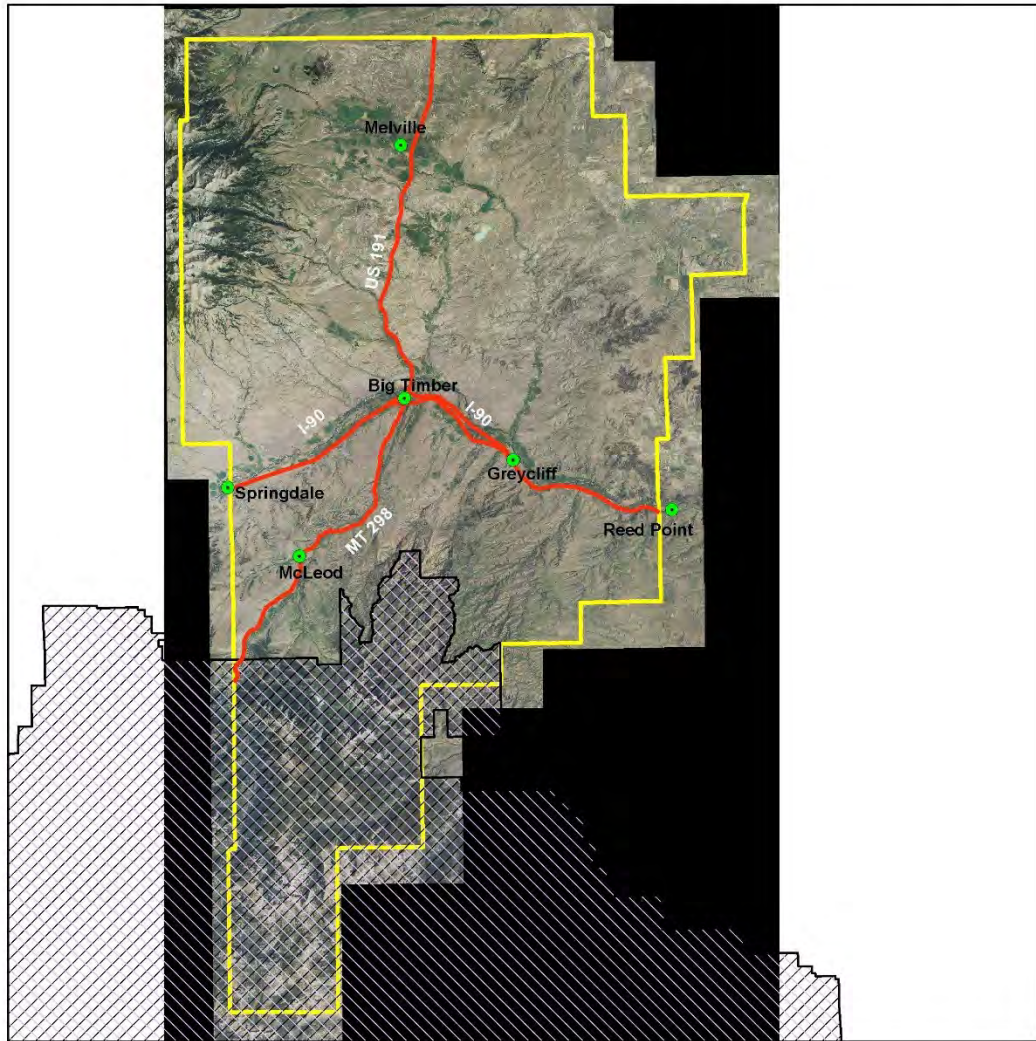 Melville
US 191
Big Timber
I-90
I-90
Greycliff
Springdale
Reed Point
MT 298
McLeod